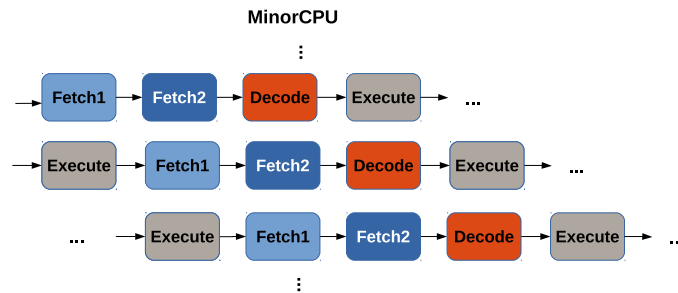 MinorCPU
⋮
Fetch1 Fetch2 Decode Execute ...
Execute Fetch1 Fetch2 Decode Execute ...
... Execute Fetch1 Fetch2 Decode Execute ..
⋮